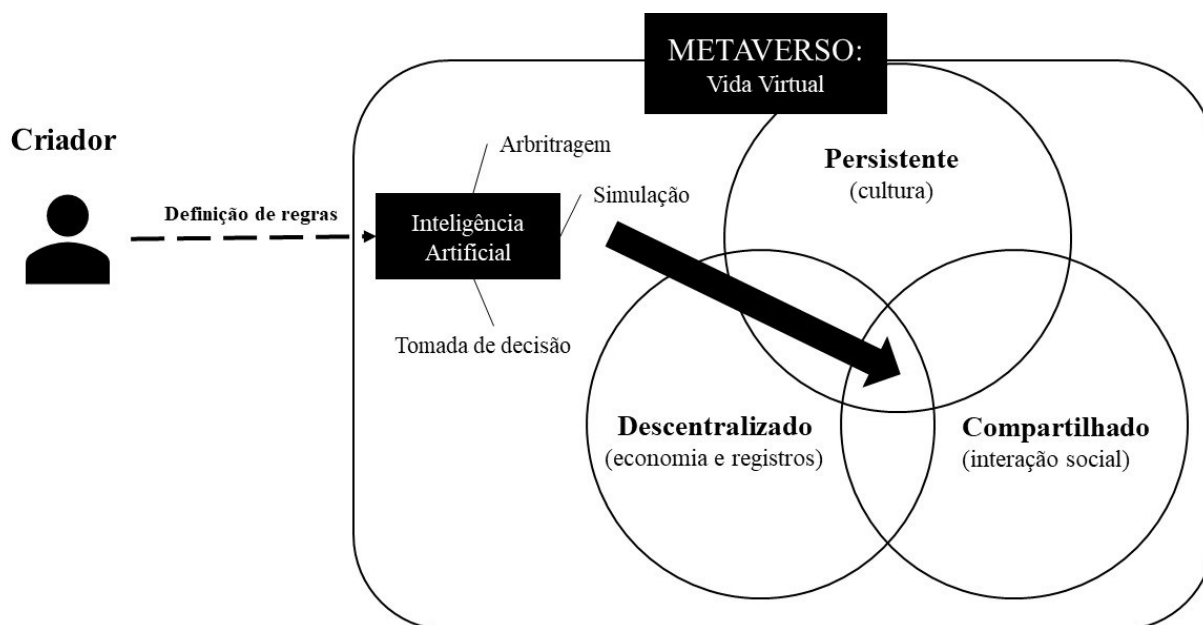 METAVERSO:
Vida Virtual
Criador
Arbritragem
Persistente
(cultura)
Simulação
Definição de regras
Inteligência
Artificial
Tomada de decisão
Descentralizado
(economia e registros)
Compartilhado
(interação social)